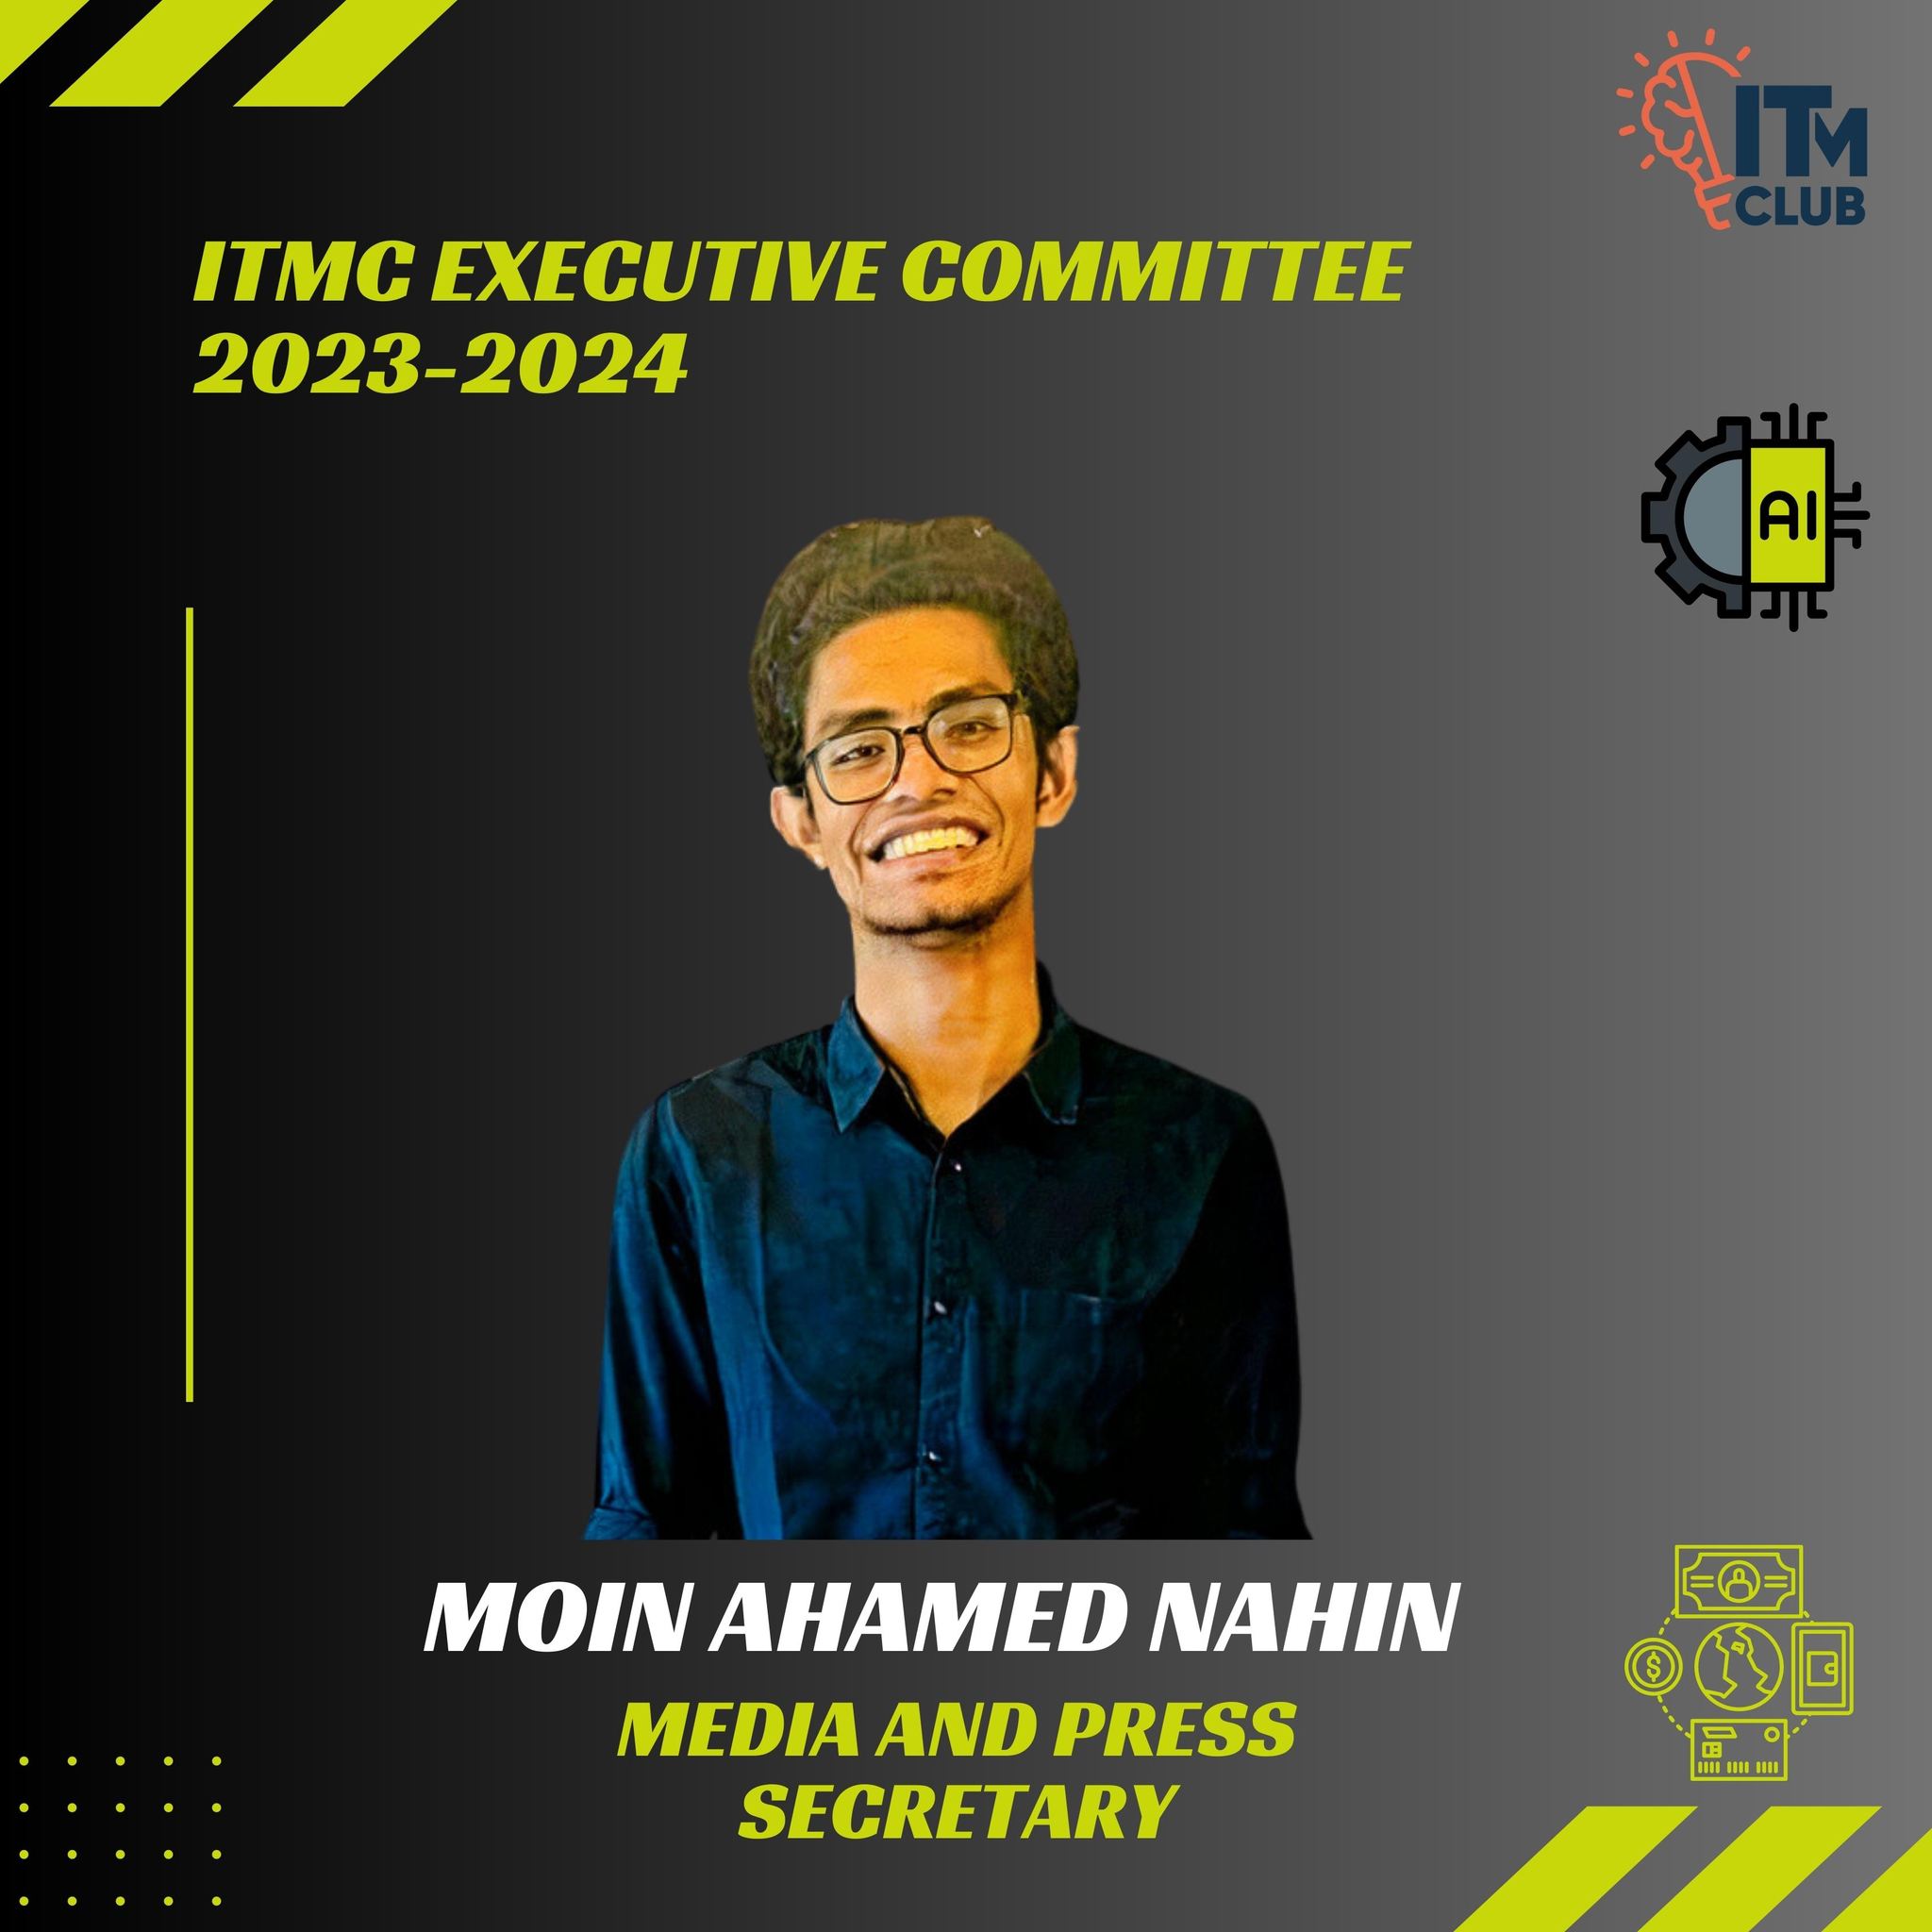 ITM
CLUB
ITMC EXECUTIVE COMMITTEE
2023-2024
AI
MOIN AHAMED NAHIN
$
MEDIA AND PRESS
SECRETARY